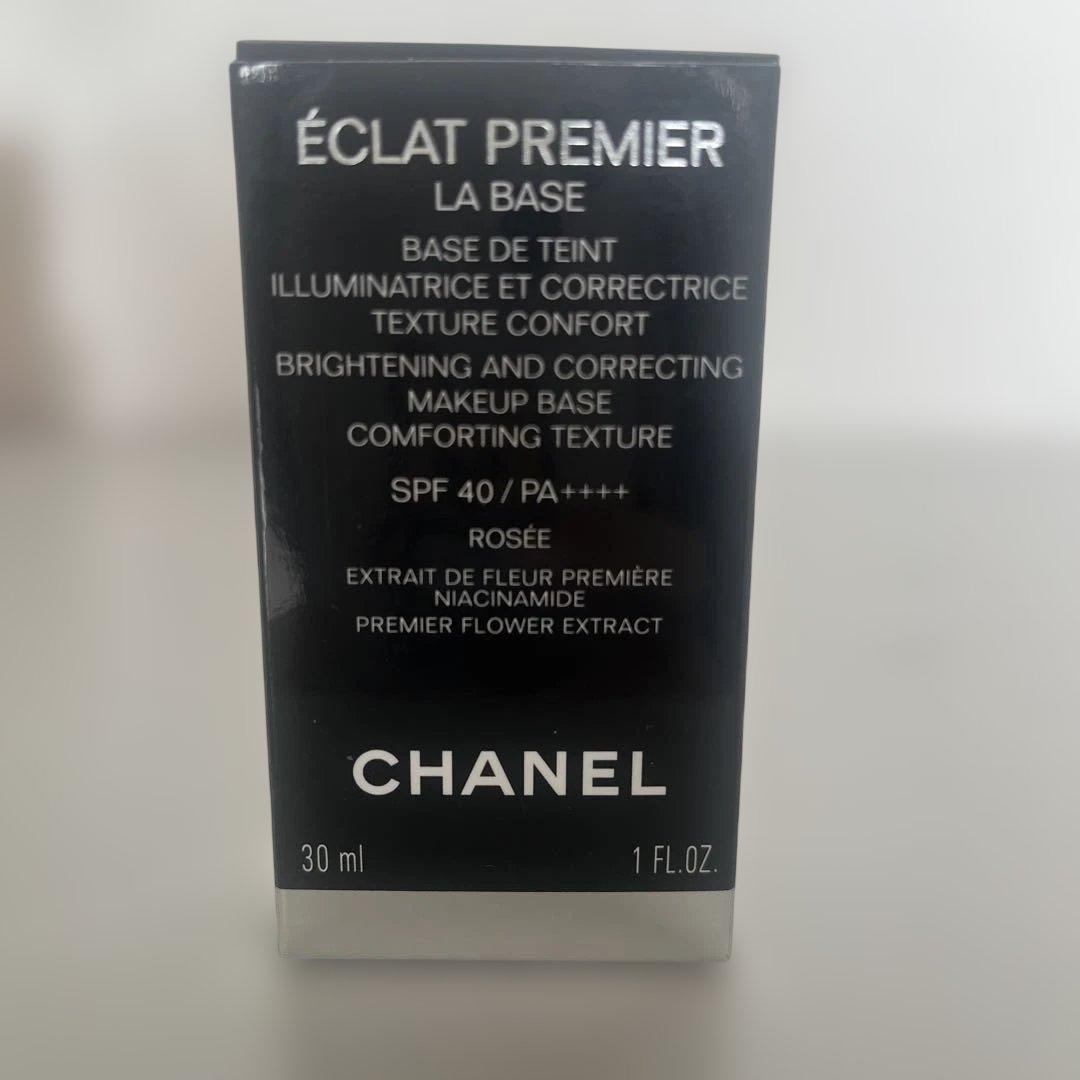 ÉCLAT PREMIER
LA BASE
BASE DE TEINT
ILLUMINATRICE ET CORRECTRICE
TEXTURE CONFORT
BRIGHTENING AND CORRECTING
MAKEUP BASE
COMFORTING TEXTURE
SPF 40 / PA++++
ROSÉE
EXTRAIT DE FLEUR PREMIÈRE
NIACINAMIDE
PREMIER FLOWER EXTRACT
CHANEL
30 ml 1 FL.OZ.